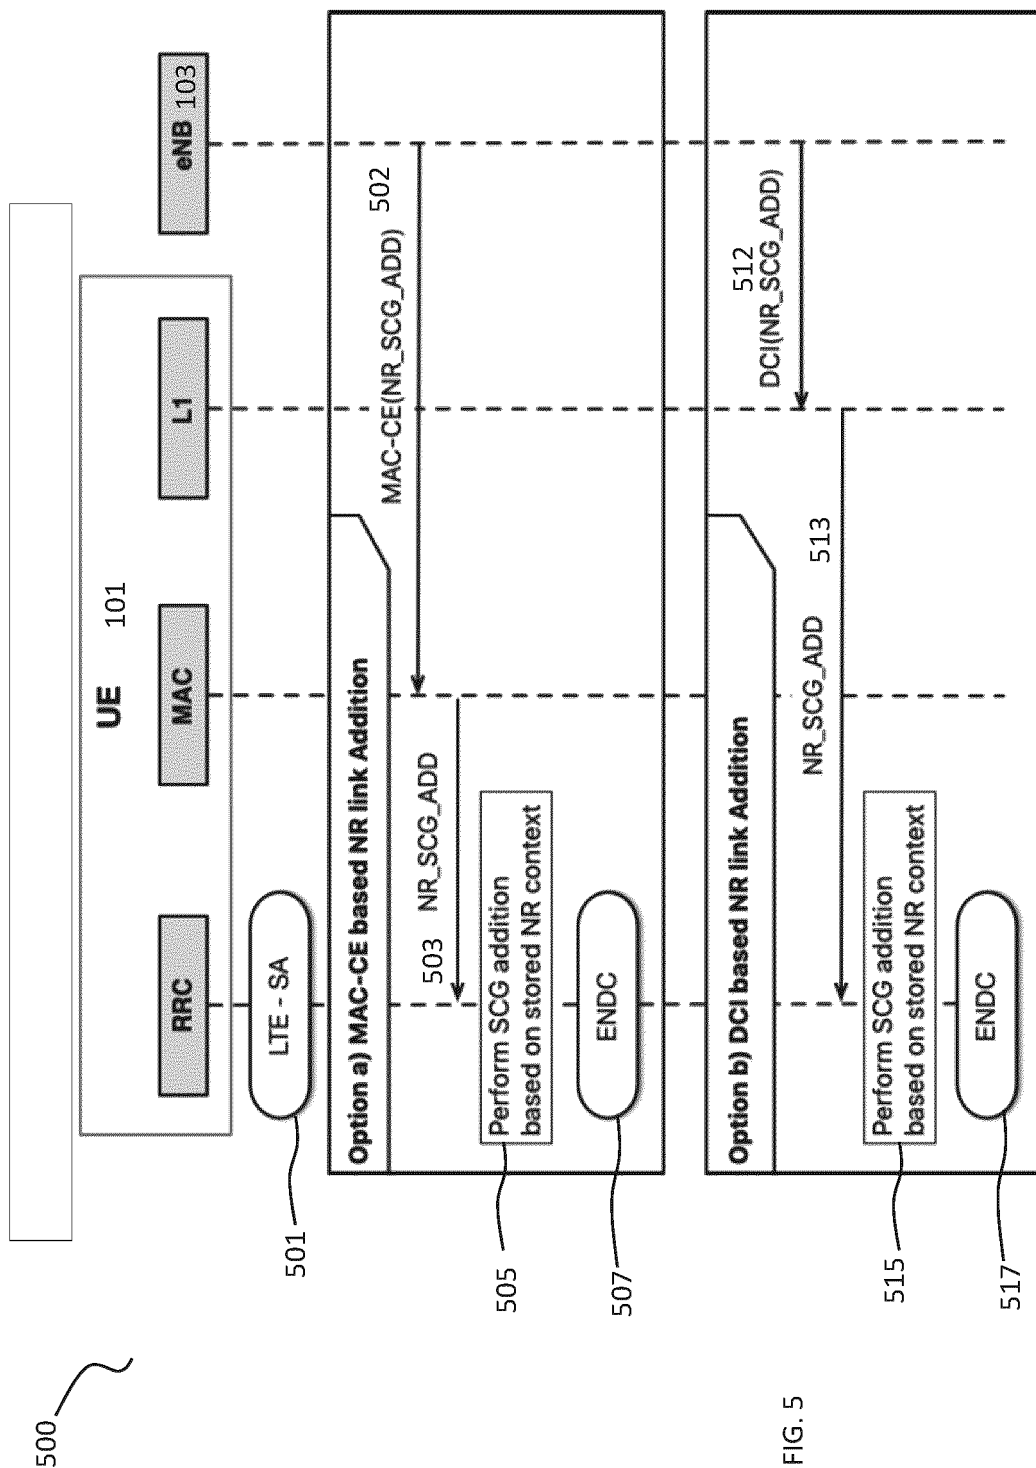 500
UE 101
RRC
MAC
L1
eNB 103
501
LTE - SA
Option a) MAC-CE based NR link Addition
MAC-CE(NR_SCG_ADD)
502
503
NR_SCG_ADD
505
Perform SCG addition
based on stored NR context
507
ENDC
Option b) DCI based NR link Addition
512
DCI(NR_SCG_ADD)
NR_SCG_ADD
513
515
Perform SCG addition
based on stored NR context
517
ENDC
FIG. 5